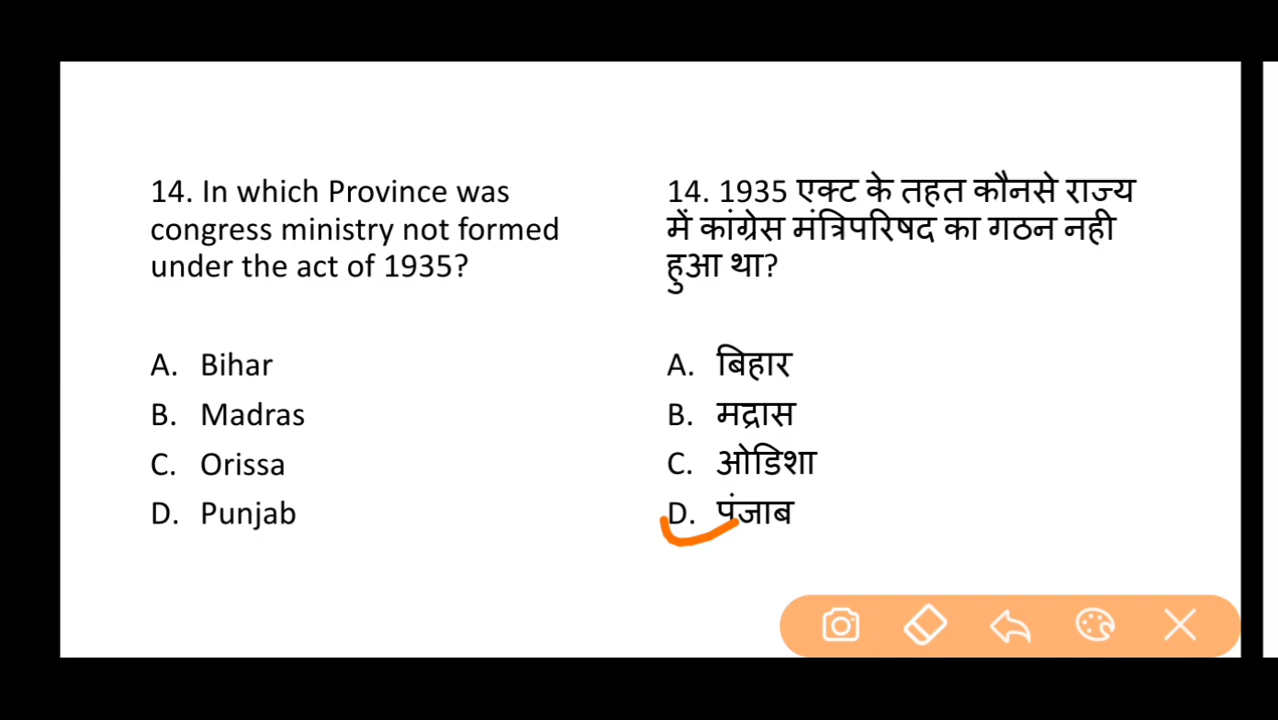 14. In which Province was
congress ministry not formed
under the act of 1935?
A. Bihar
B. Madras
C. Orissa
D. Punjab
14. 1935 एक्ट के तहत कौनसे राज्य
में कांग्रेस मंत्रिपरिषद का गठन नही
हुआ था?
A. बिहार
B. मद्रास
C. ओडिशा
D. पंजाब